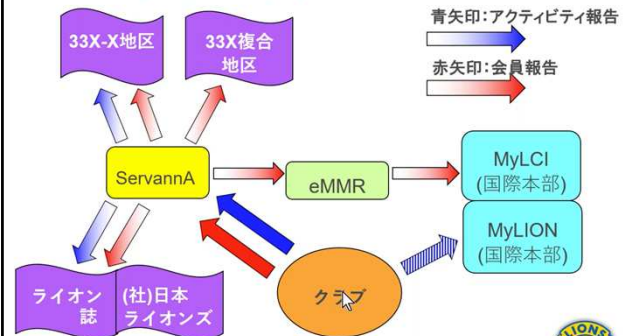 33X-X地区
33X複合
地区
青矢印：アクティビティ報告
赤矢印：会員報告
ServannA
eMMR
MyLCI
(国際本部)
MyLION
(国際本部)
ライオン
誌
(社)日本
ライオンズ
クラブ
LIONS